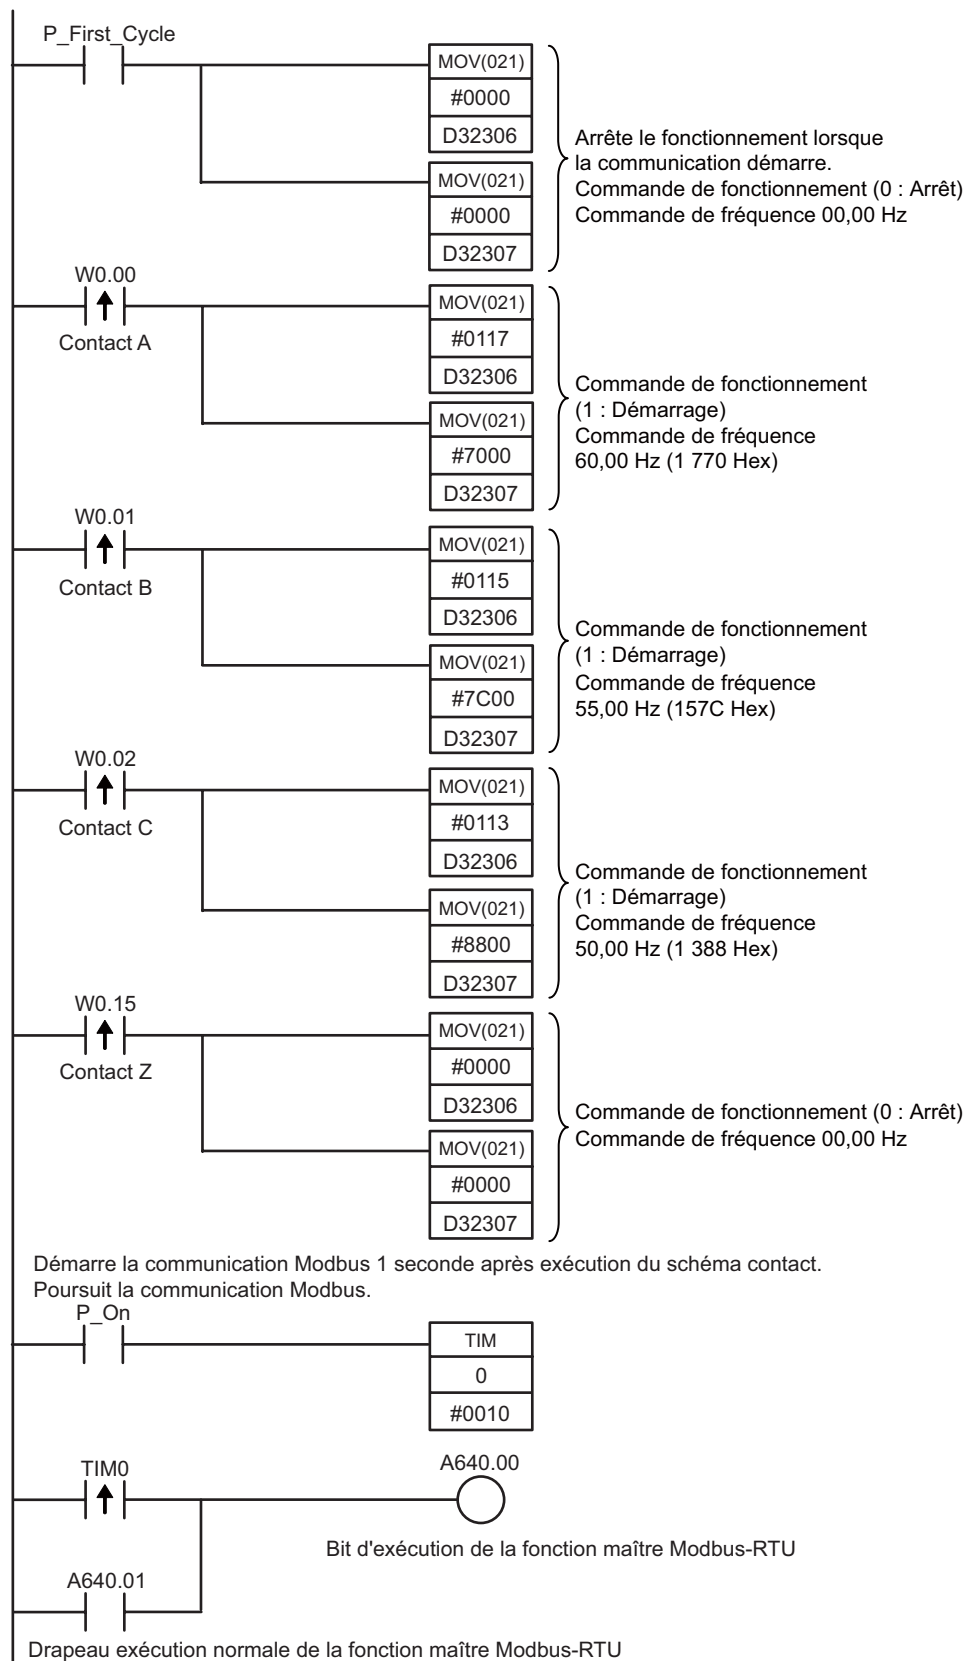 P_First_Cycle
MOV(021)
#0000
D32306
MOV(021)
#0000
D32307
Arrête le fonctionnement lorsque
la communication démarre.
Commande de fonctionnement (0 : Arrêt)
Commande de fréquence 00,00 Hz
W0.00
Contact A
MOV(021)
#0117
D32306
MOV(021)
#7000
D32307
Commande de fonctionnement
(1 : Démarrage)
Commande de fréquence
60,00 Hz (1 770 Hex)
W0.01
Contact B
MOV(021)
#0115
D32306
MOV(021)
#7C00
D32307
Commande de fonctionnement
(1 : Démarrage)
Commande de fréquence
55,00 Hz (157C Hex)
W0.02
Contact C
MOV(021)
#0113
D32306
MOV(021)
#8800
D32307
Commande de fonctionnement
(1 : Démarrage)
Commande de fréquence
50,00 Hz (1 388 Hex)
W0.15
Contact Z
MOV(021)
#0000
D32306
MOV(021)
#0000
D32307
Commande de fonctionnement (0 : Arrêt)
Commande de fréquence 00,00 Hz
Démarre la communication Modbus 1 seconde après exécution du schéma contact.
Poursuit la communication Modbus.
P_On
TIM
0
#0010
TIM0
A640.00
Bit d'exécution de la fonction maître Modbus-RTU
A640.01
Drapeau exécution normale de la fonction maître Modbus-RTU